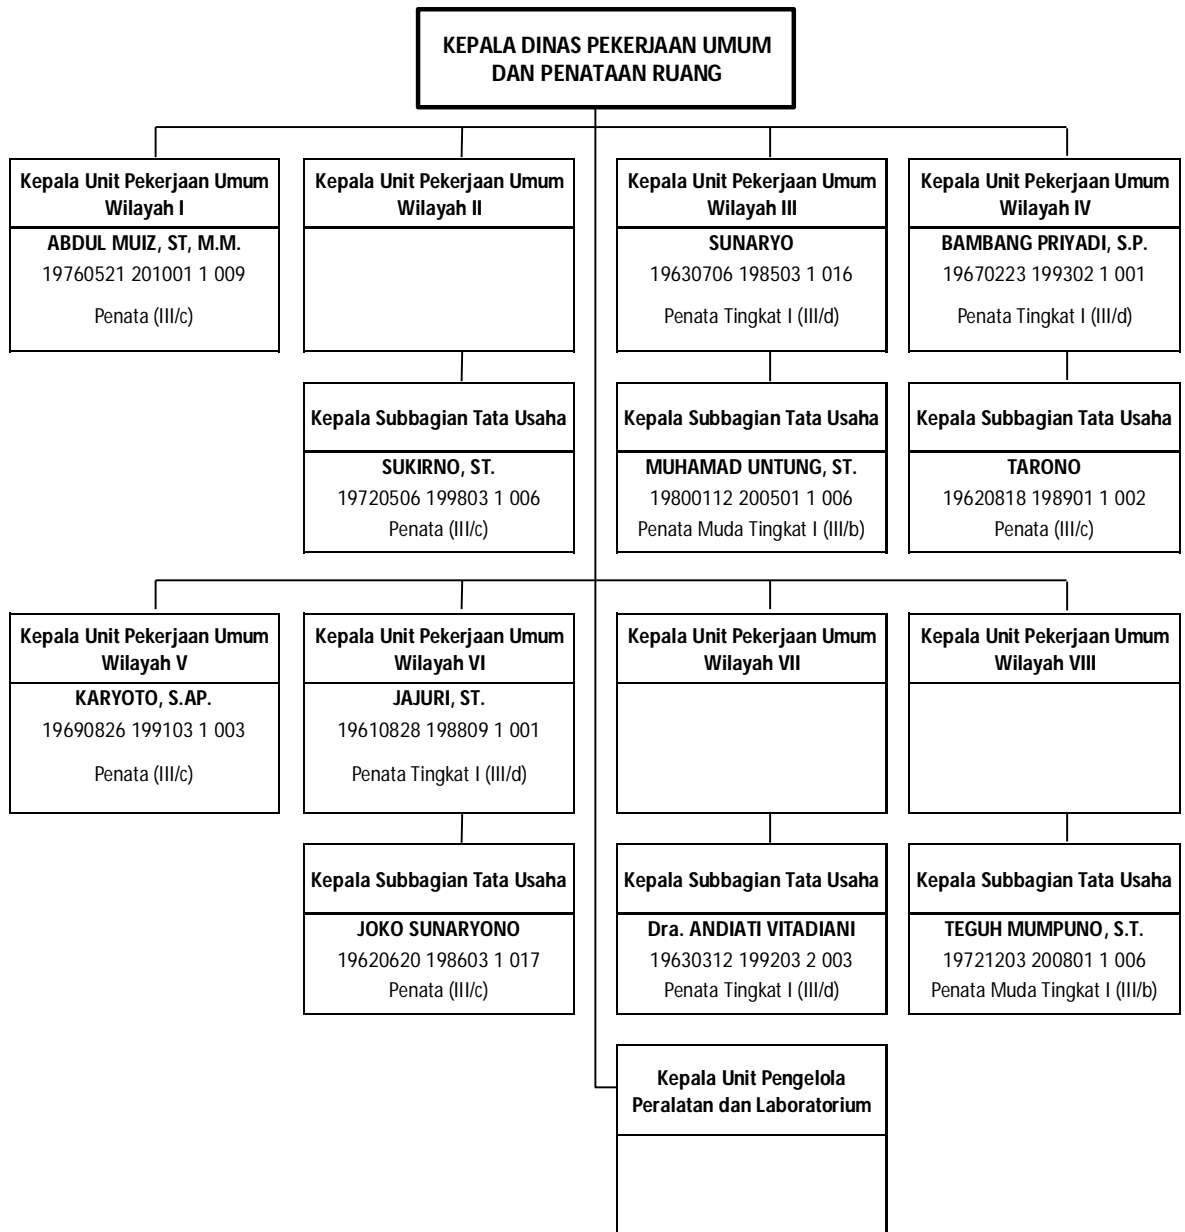 KEPALA DINAS PEKERJAAN UMUM
DAN PENATAAN RUANG
Kepala Unit Pekerjaan Umum
Wilayah I
ABDUL MUIZ, ST, M.M.
19760521 201001 1 009
Penata (III/c)
Kepala Unit Pekerjaan Umum
Wilayah II
Kepala Unit Pekerjaan Umum
Wilayah III
SUNARYO
19630706 198503 1 016
Penata Tingkat I (III/d)
Kepala Unit Pekerjaan Umum
Wilayah IV
BAMBANG PRIYADI, S.P.
19670223 199302 1 001
Penata Tingkat I (III/d)
Kepala Subbagian Tata Usaha
SUKIRNO, ST.
19720506 199803 1 006
Penata (III/c)
Kepala Subbagian Tata Usaha
MUHAMAD UNTUNG, ST.
19800112 200501 1 006
Penata Muda Tingkat I (III/b)
Kepala Subbagian Tata Usaha
TARONO
19620818 198901 1 002
Penata (III/c)
Kepala Unit Pekerjaan Umum
Wilayah V
KARYOTO, S.AP.
19690826 199103 1 003
Penata (III/c)
Kepala Unit Pekerjaan Umum
Wilayah VI
JAJURI, ST.
19610828 198809 1 001
Penata Tingkat I (III/d)
Kepala Unit Pekerjaan Umum
Wilayah VII
Kepala Unit Pekerjaan Umum
Wilayah VIII
Kepala Subbagian Tata Usaha
JOKO SUNARYONO
19620620 198603 1 017
Penata (III/c)
Kepala Subbagian Tata Usaha
Dra. ANDIATI VITADIANI
19630312 199203 2 003
Penata Tingkat I (III/d)
Kepala Subbagian Tata Usaha
TEGUH MUMPUNO, S.T.
19721203 200801 1 006
Penata Muda Tingkat I (III/b)
Kepala Unit Pengelola
Peralatan dan Laboratorium